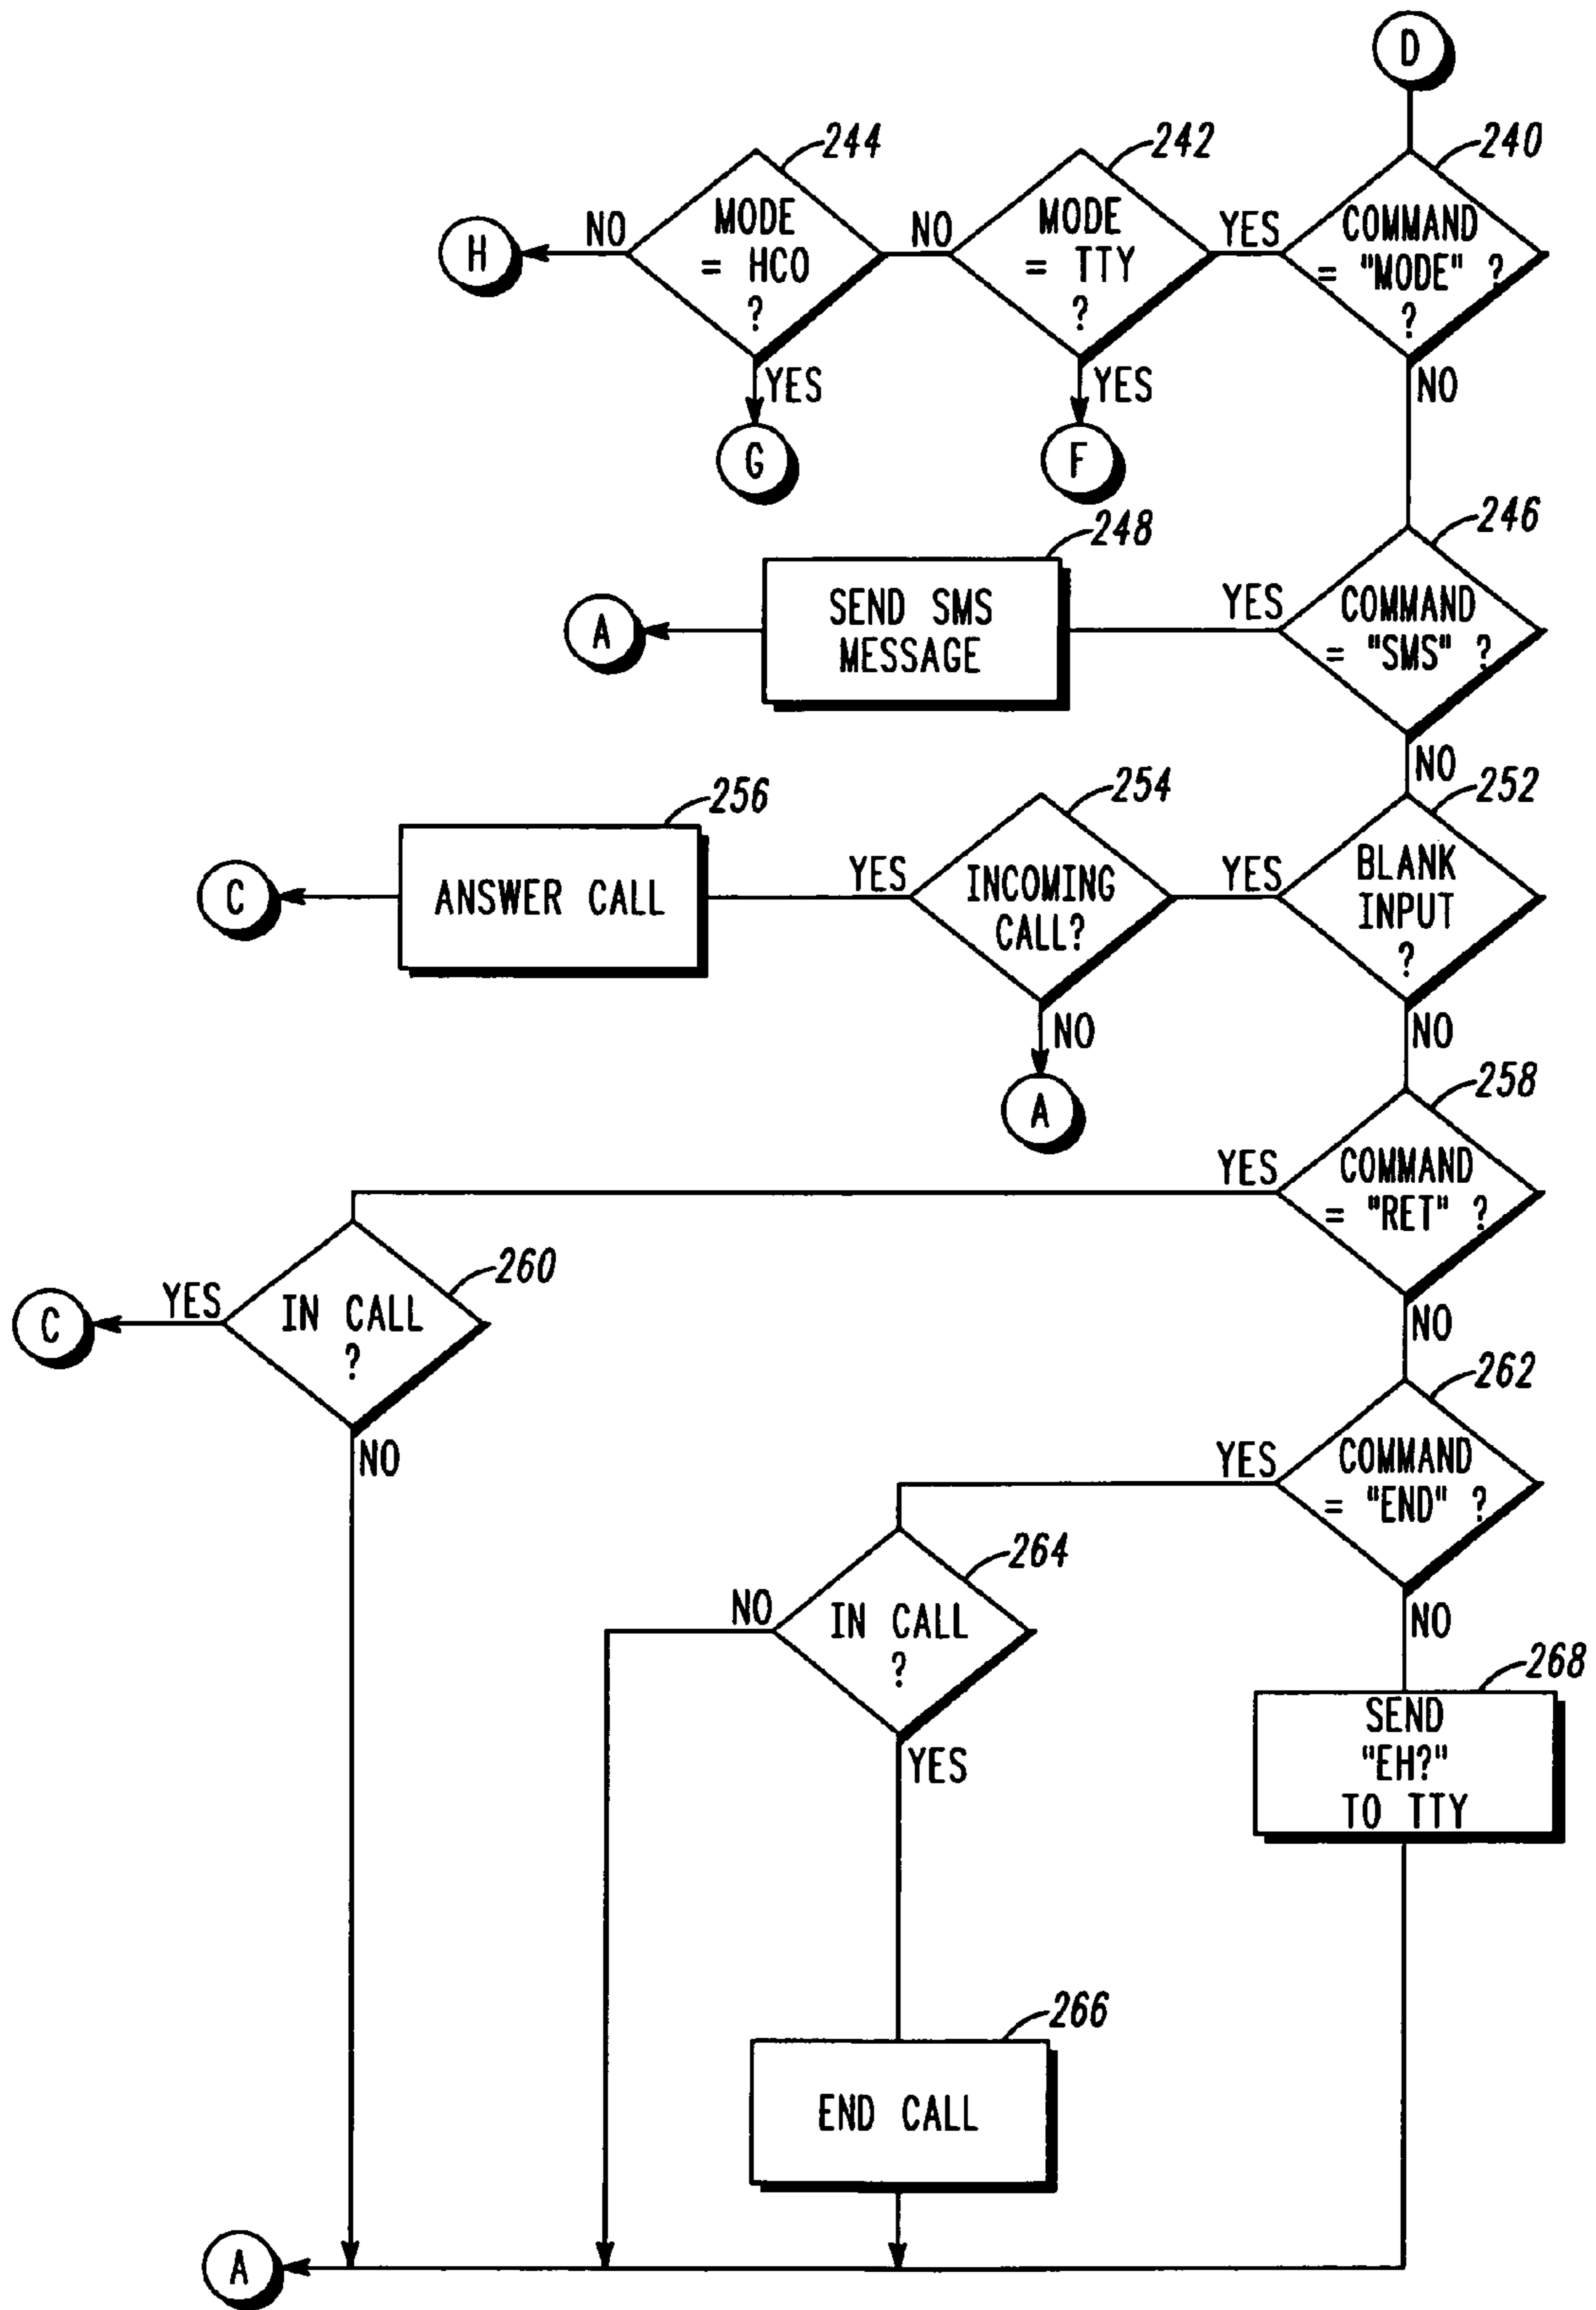 D
244
242
240
H
NO
MODE
= HCO
?
NO
MODE
= TTY
?
YES
COMMAND
= "MODE" ?
?
YES
YES
NO
G
F
248
246
A
SEND SMS
MESSAGE
YES
COMMAND
= "SMS" ?
NO
256
254
252
C
ANSWER CALL
YES
INCOMING
CALL?
YES
BLANK
INPUT
?
NO
NO
A
258
YES
COMMAND
= "RET" ?
260
C
YES
IN CALL
?
NO
NO
262
YES
COMMAND
= "END" ?
264
NO
IN CALL
?
NO
YES
268
SEND
"EH?"
TO TTY
266
END CALL
A